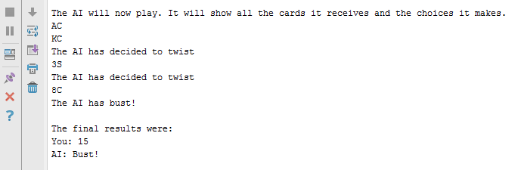 The AI will now play. It will show all the cards it receives and the choices it makes.
AC
KC
The AI has decided to twist
3S
The AI has decided to twist
8C
The AI has bust!
The final results were:
You: 15
AI: Bust!